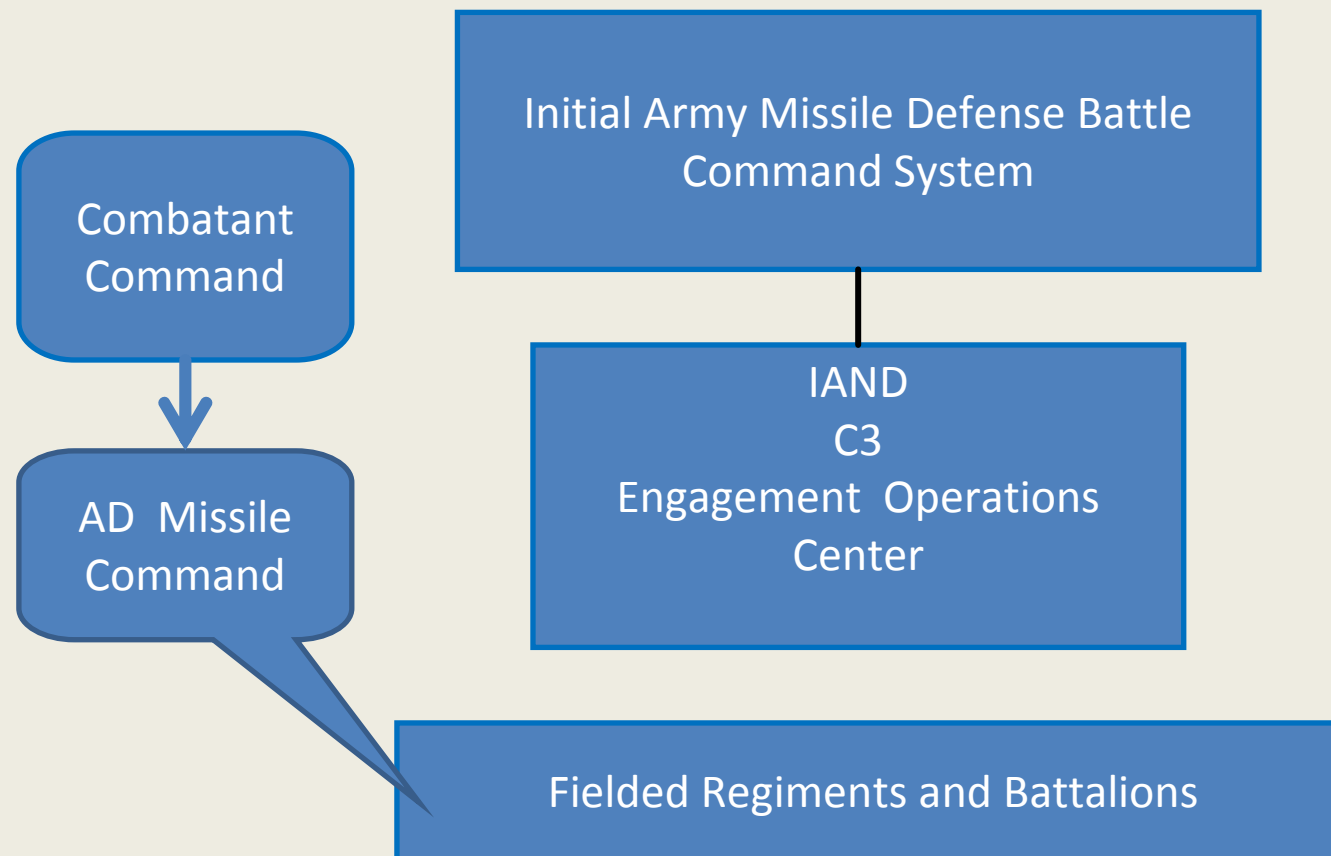 Initial Army Missile Defense Battle
Command System
Combatant
Command
IAND
C3
Engagement Operations
Center
AD Missile
Command
Fielded Regiments and Battalions